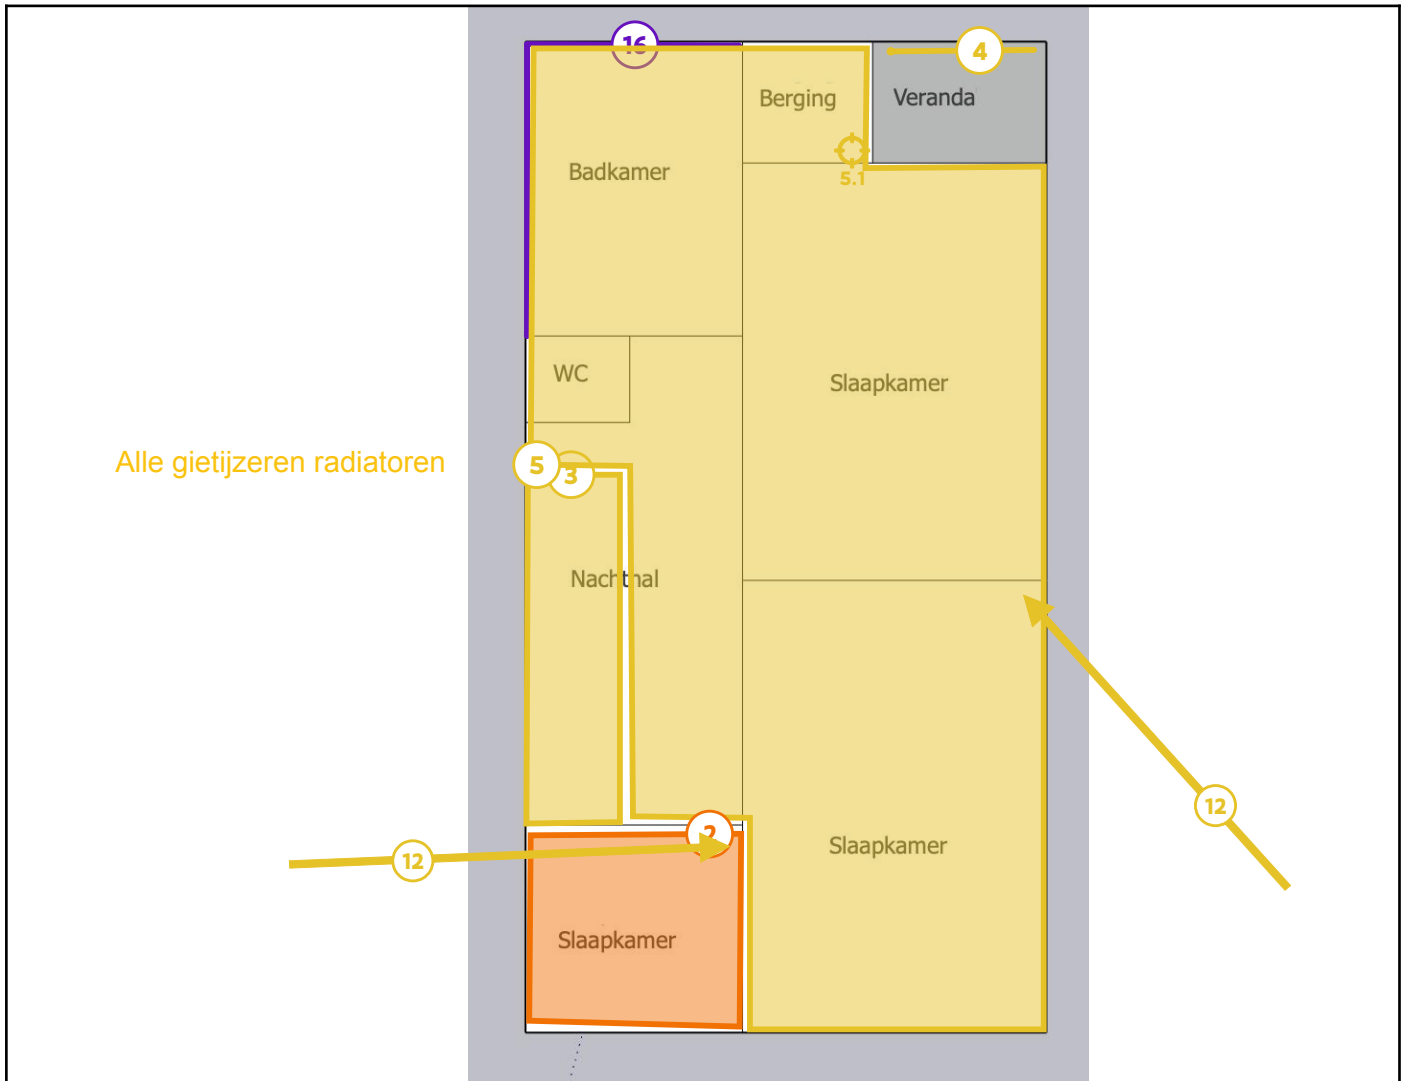 16
4
Berging
Veranda
5.1
Badkamer
WC
Slaapkamer
Alle gietijzeren radiatoren
5
3
Nachthal
12
2
12
Slaapkamer
Slaapkamer